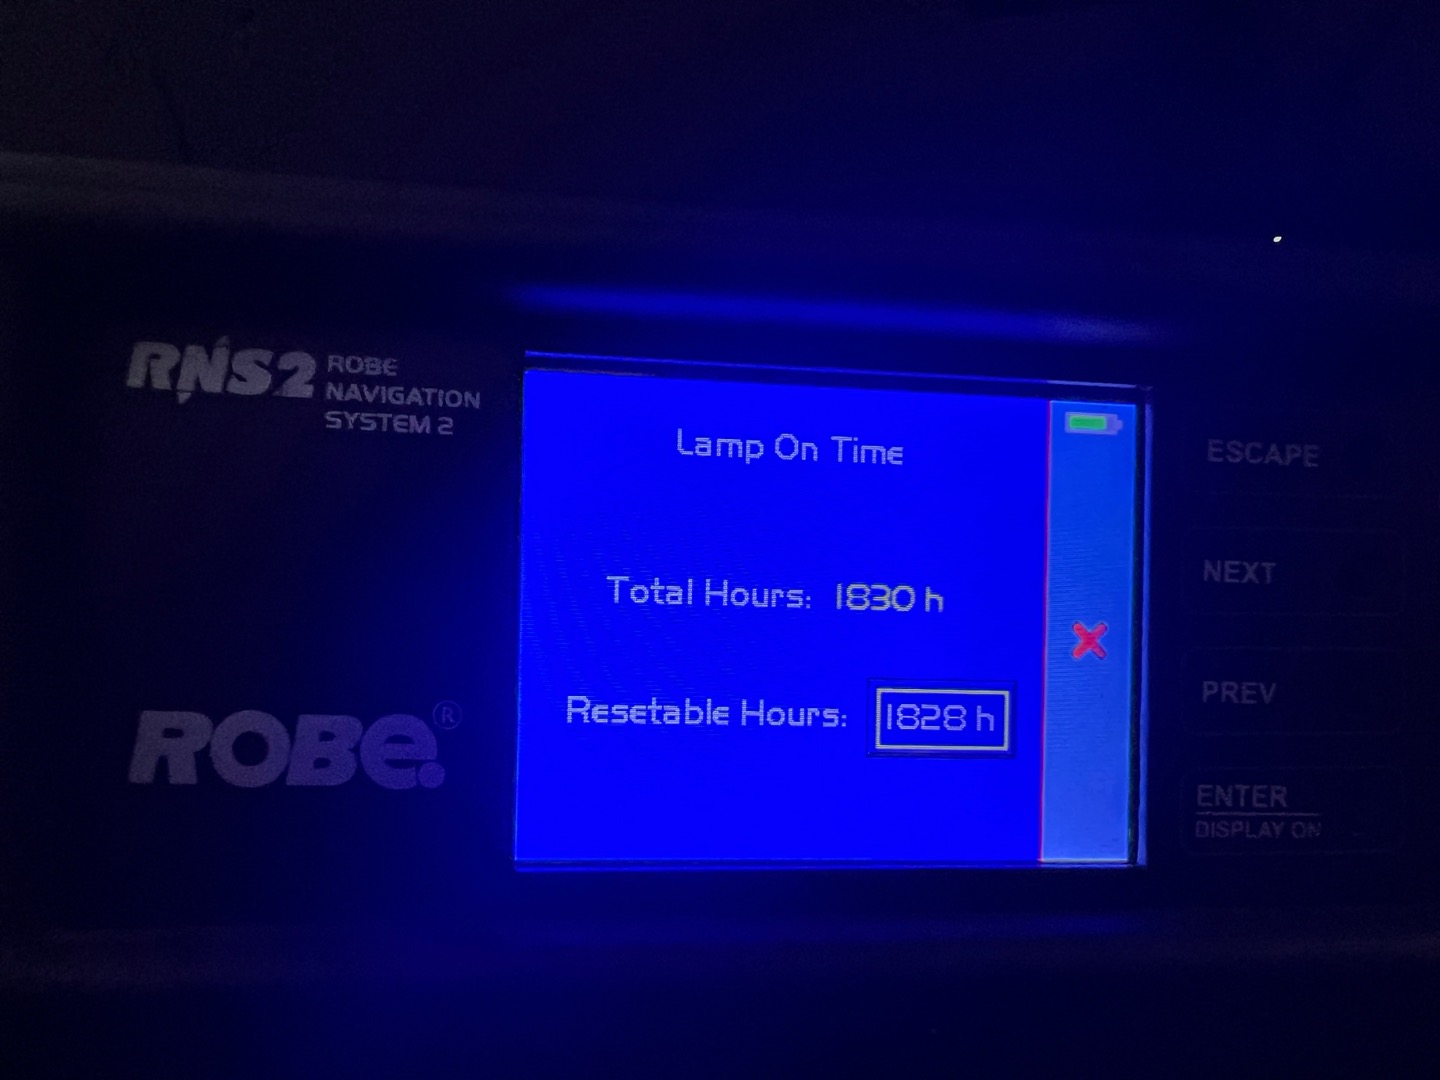 RNS2 ROBE
NAVIGATION
SYSTEM 2
Lamp On Time
Total Hours: 1830 h
Resetable Hours: 1828 h
ROBE®
ESCAPE
NEXT
PREV
ENTER
DISPLAY ON